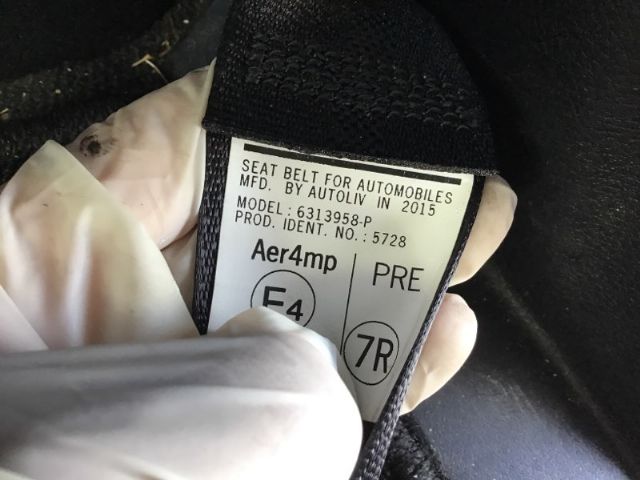 SEAT BELT FOR AUTOMOBILES
MFD. BY AUTOLIV IN 2015
MODEL : 6313958-P
PROD. IDENT. NO. : 5728
Aer4mp
PRE
E4
7R